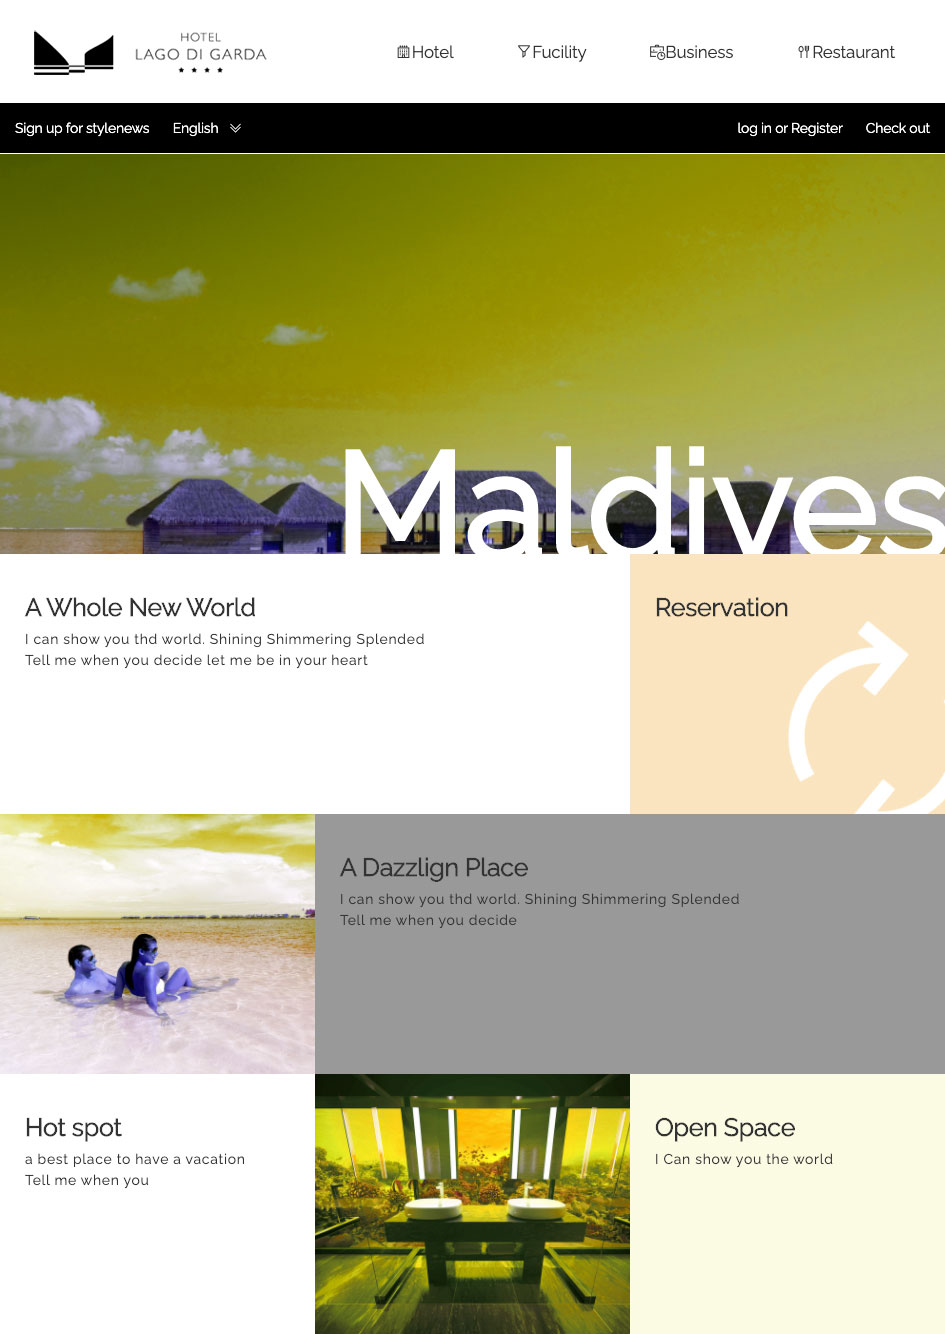 HOTEL
LAGO DI GARDA
Hotel
Fucility
Business
Restaurant
Sign up for stylenews
English
log in or Register
Check out
Maldives
A Whole New World
I can show you thd world. Shining Shimmering Splended
Tell me when you decide let me be in your heart
Reservation
A Dazzlign Place
I can show you thd world. Shining Shimmering Splended
Tell me when you decide
Hot spot
a best place to have a vacation
Tell me when you
Open Space
I Can show you the world